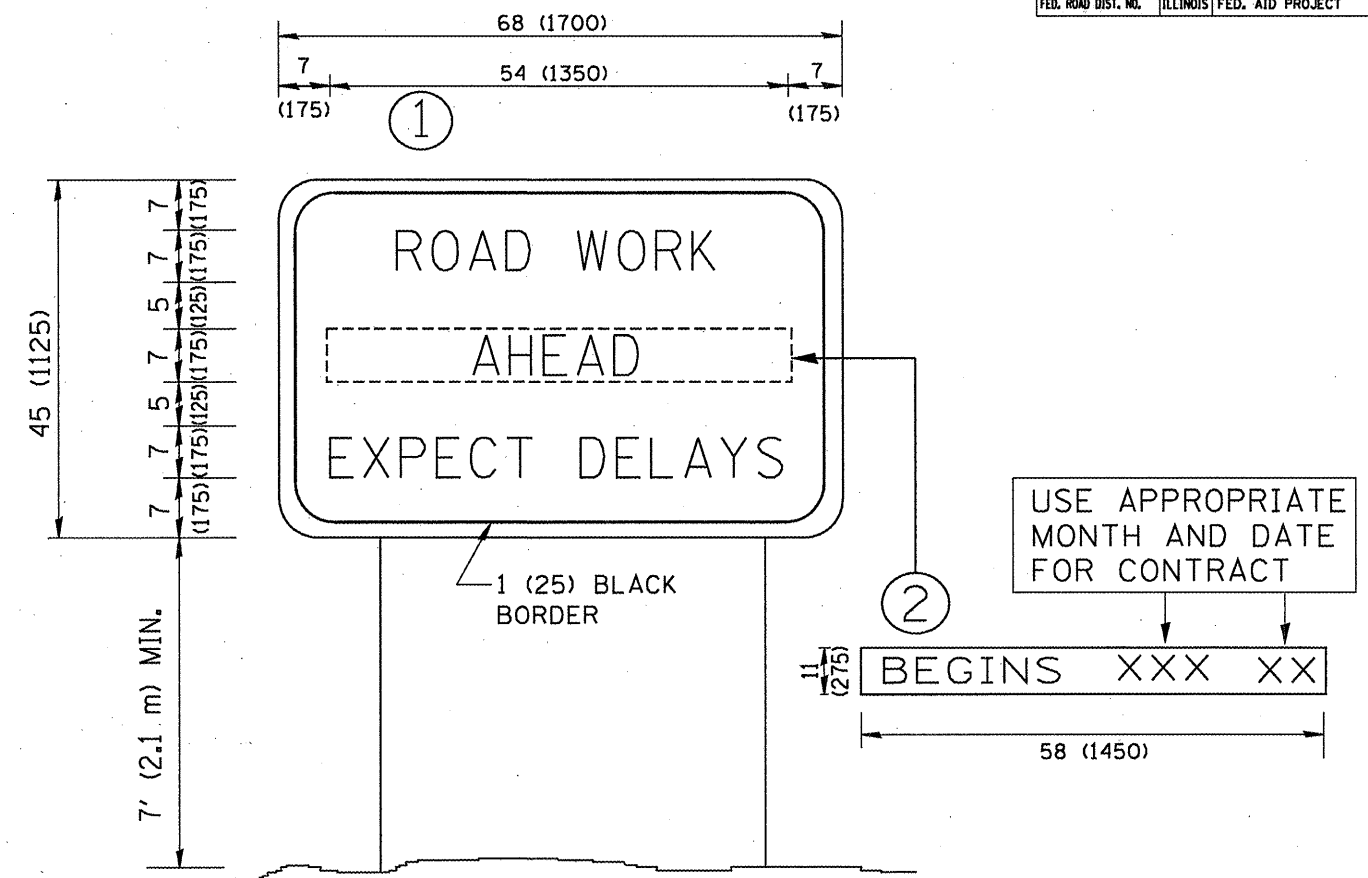 FED. ROAD DIST. NO. ILLINOIS FED. AID PROJECT
68 (1700)
7 54 (1350) 7
(175) (175)
1
45 (1125)
7 (175)
7 (175)
5 (125)
7 (175)
5 (125)
7 (175)
7 (175)
ROAD WORK
AHEAD
EXPECT DELAYS
1 (25) BLACK
BORDER
7' (2.1 m) MIN.
USE APPROPRIATE
MONTH AND DATE
FOR CONTRACT
2
11
(275)
BEGINS XXX XX
58 (1450)